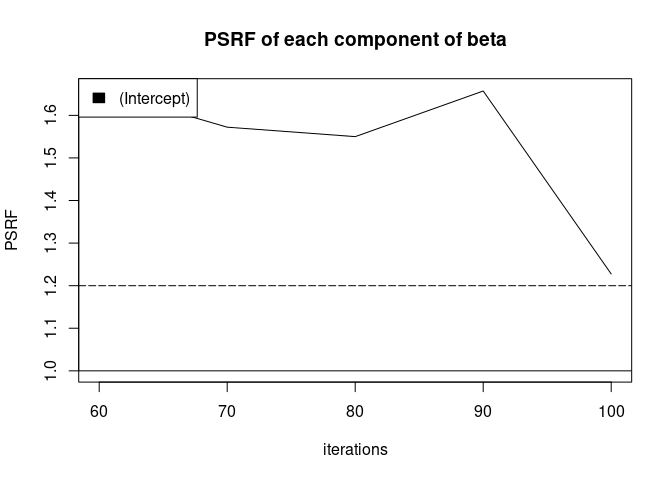 PSRF of each component of beta
(Intercept)
PSRF
1.6
1.5
1.4
1.3
1.2
1.1
1.0
60 70 80 90 100
iterations